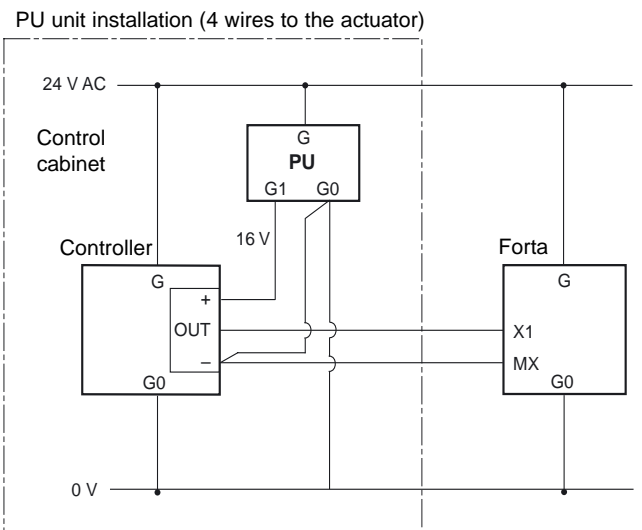 PU unit installation (4 wires to the actuator)
24 V AC
Control
cabinet
G
PU
G1 G0
16 V
Controller
Forta
G
G
+
OUT
X1
–
MX
G0
G0
0 V